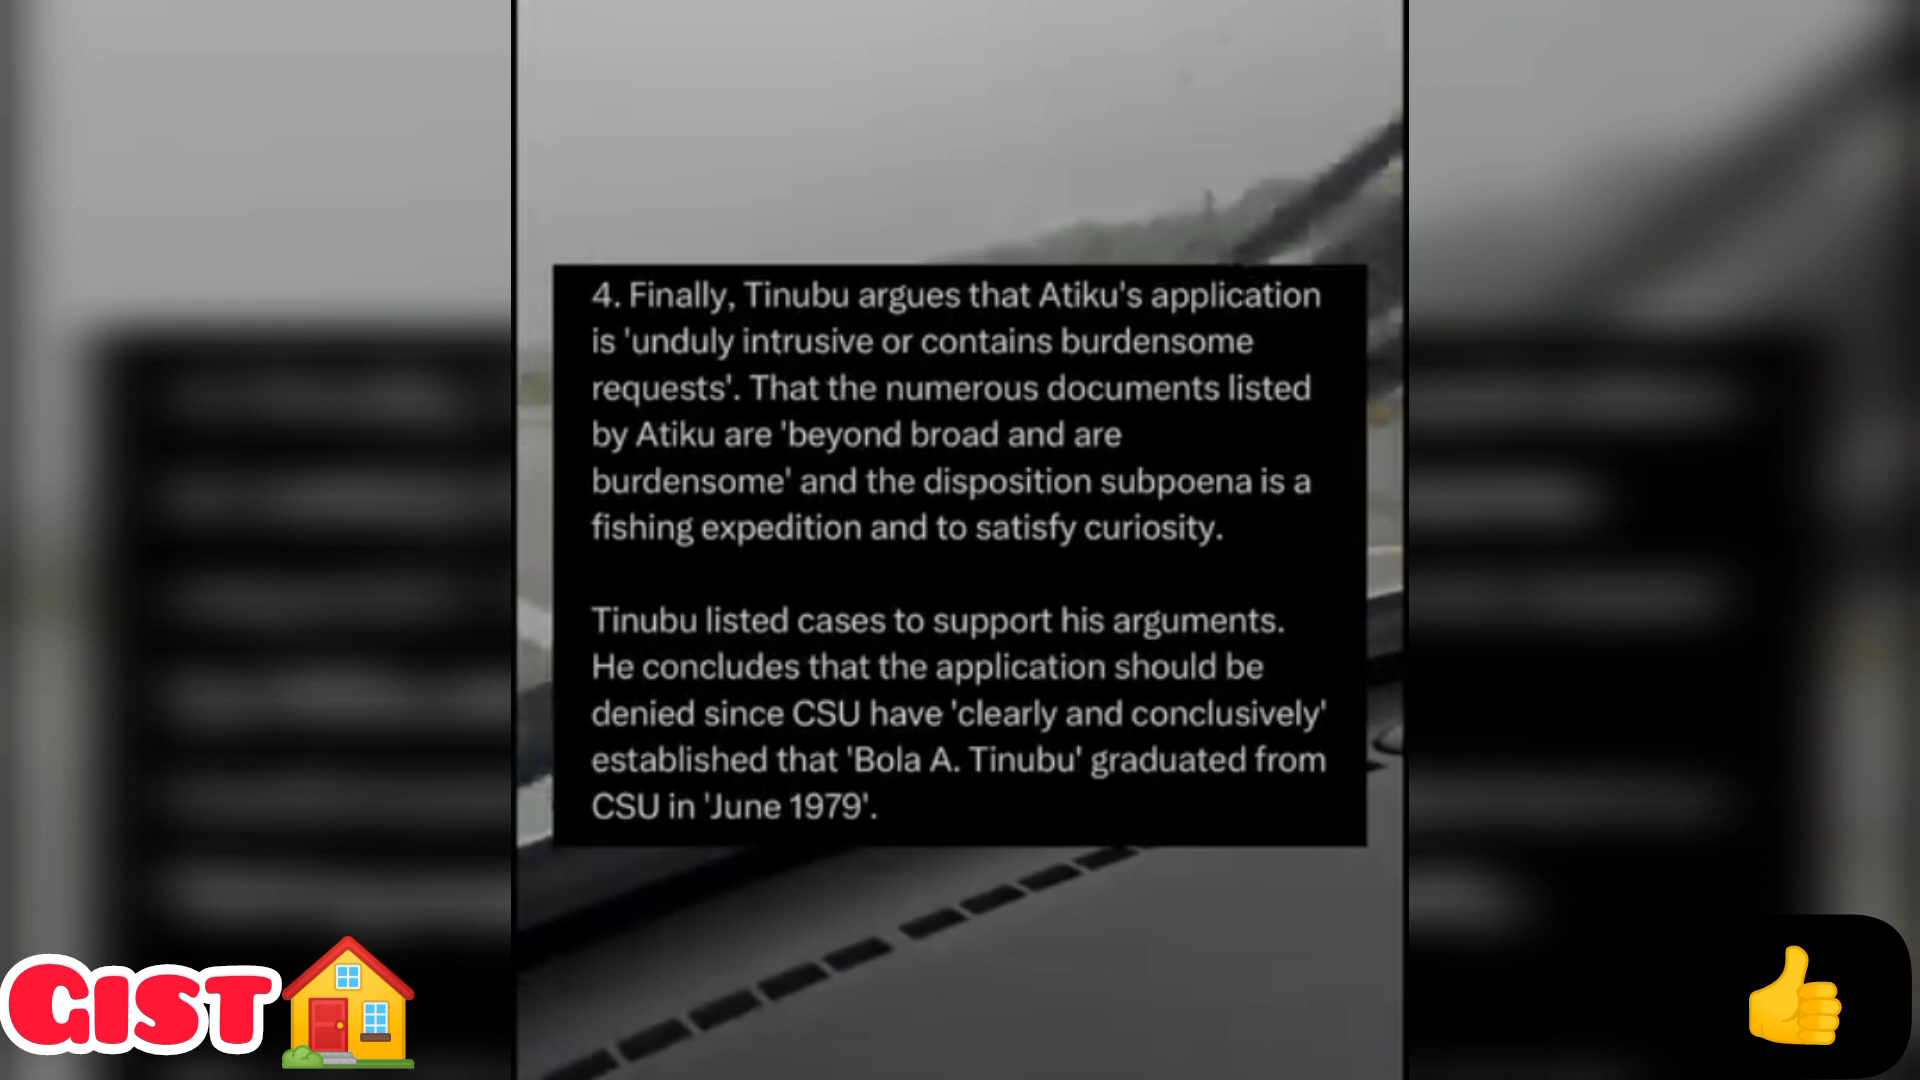 4. Finally, Tinubu argues that Atiku's application
is 'unduly intrusive or contains burdensome
requests'. That the numerous documents listed
by Atiku are 'beyond broad and are
burdensome' and the disposition subpoena is a
fishing expedition and to satisfy curiosity.
Tinubu listed cases to support his arguments.
He concludes that the application should be
denied since CSU have 'clearly and conclusively'
established that 'Bola A. Tinubu' graduated from
CSU in 'June 1979'.
GIST